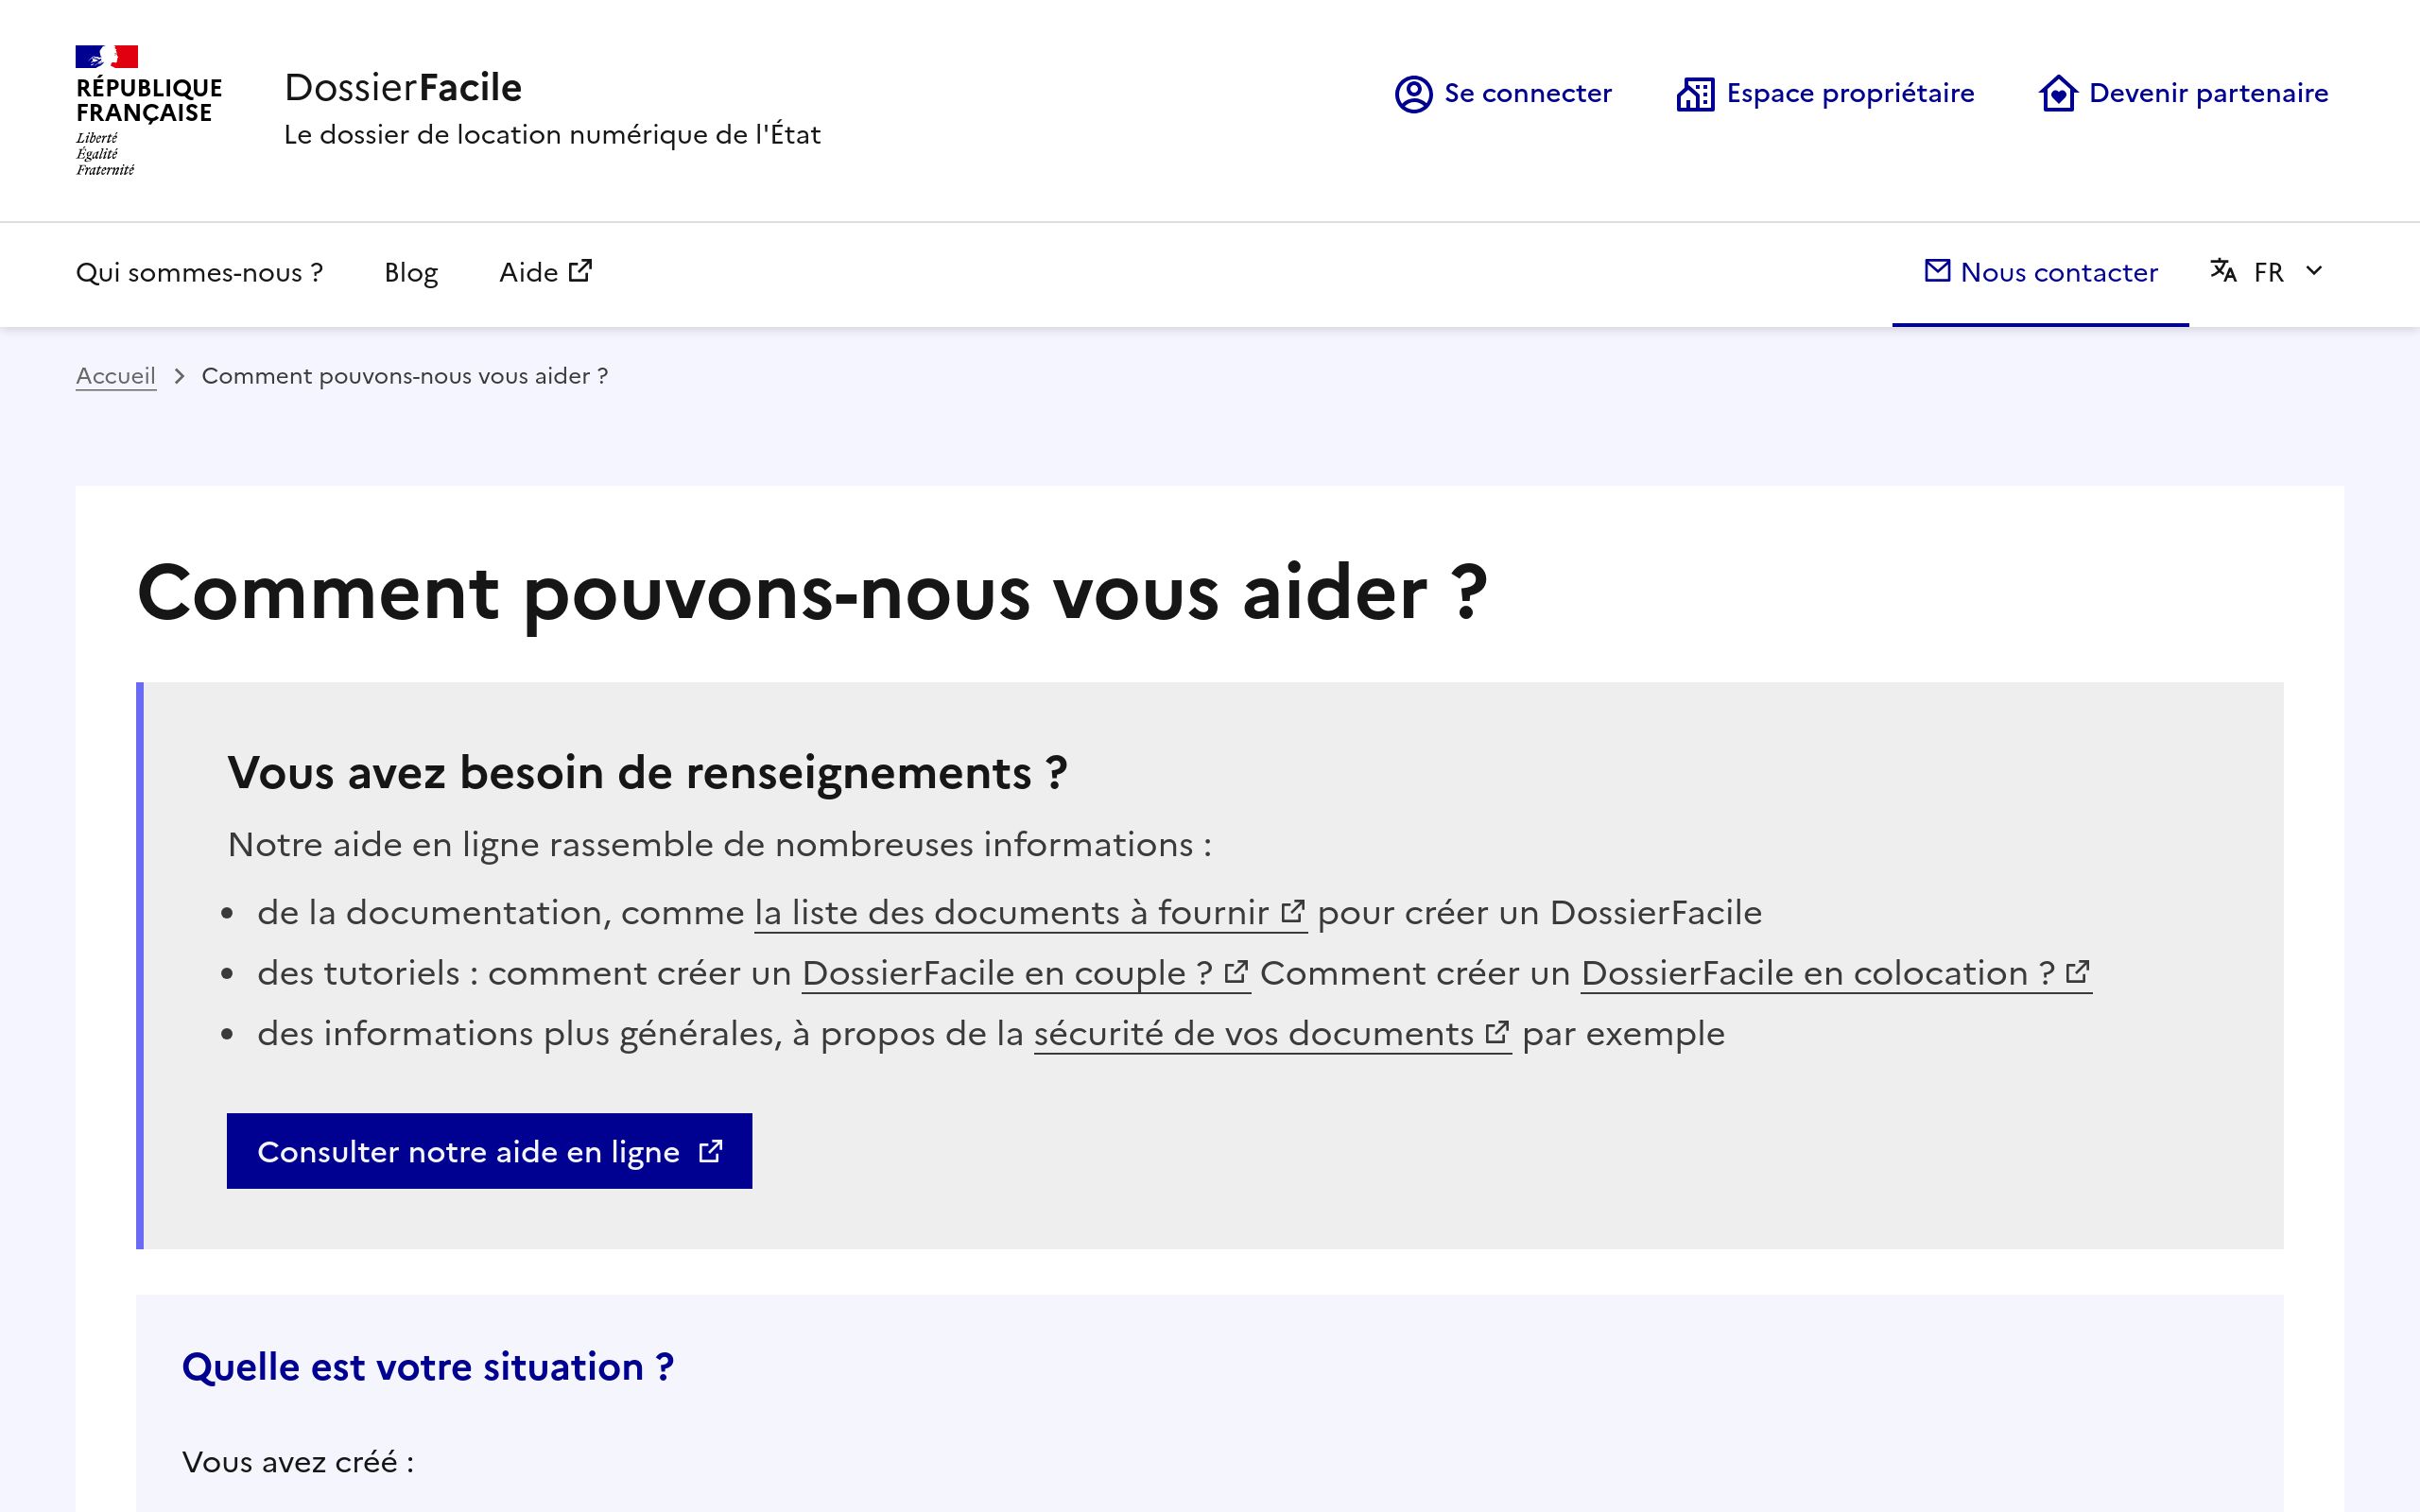 RÉPUBLIQUE
FRANÇAISE
Liberté
Égalité
Fraternité
DossierFacile
Le dossier de location numérique de l'État
Se connecter
Espace propriétaire
Devenir partenaire
Qui sommes-nous ?
Blog
Aide
Nous contacter
FR
Accueil
Comment pouvons-nous vous aider ?
Comment pouvons-nous vous aider ?
Vous avez besoin de renseignements ?
Notre aide en ligne rassemble de nombreuses informations :
de la documentation, comme la liste des documents à fournir pour créer un DossierFacile
des tutoriels : comment créer un DossierFacile en couple ? Comment créer un DossierFacile en colocation ?
des informations plus générales, à propos de la sécurité de vos documents par exemple
Consulter notre aide en ligne
Quelle est votre situation ?
Vous avez créé :